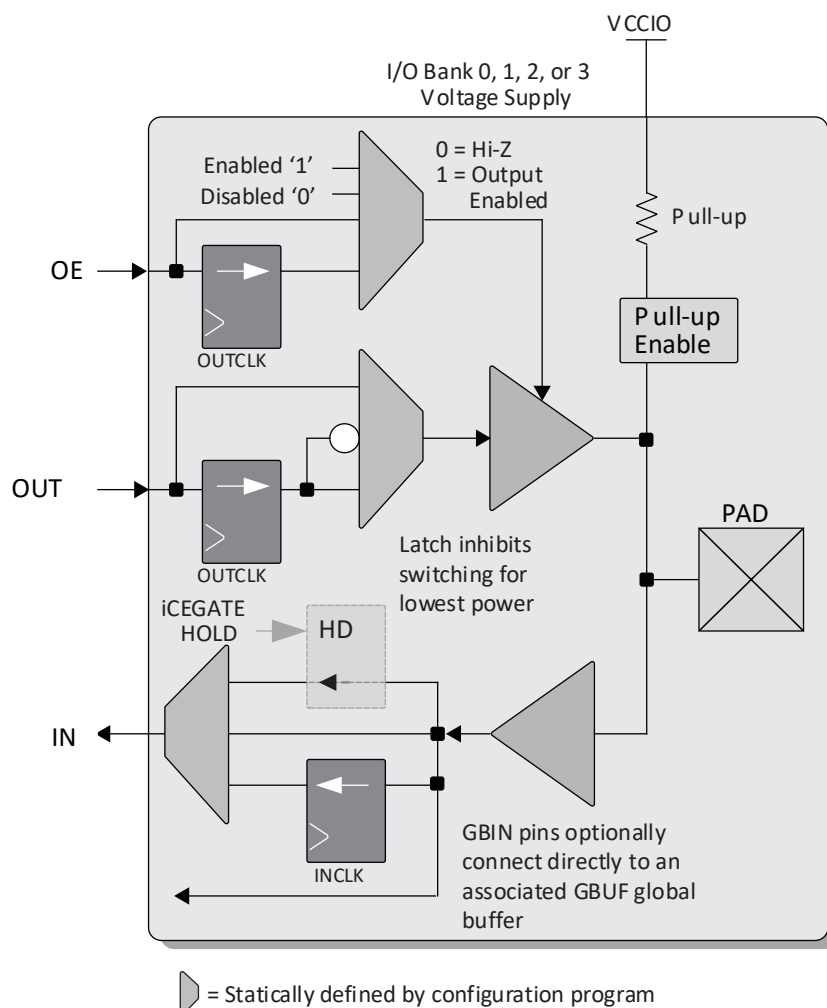 VCCIO
I/O Bank 0, 1, 2, or 3
Voltage Supply
Enabled ‘1’
Disabled ‘0’
0 = Hi-Z
1 = Output
Enabled
Pull-up
OE
OUTCLK
Pull-up
Enable
OUT
OUTCLK
PAD
Latch inhibits
switching for
lowest power
iCEGATE
HOLD
HD
IN
INCLK
GBIN pins optionally
connect directly to an
associated GBUF global
buffer
= Statically defined by configuration program